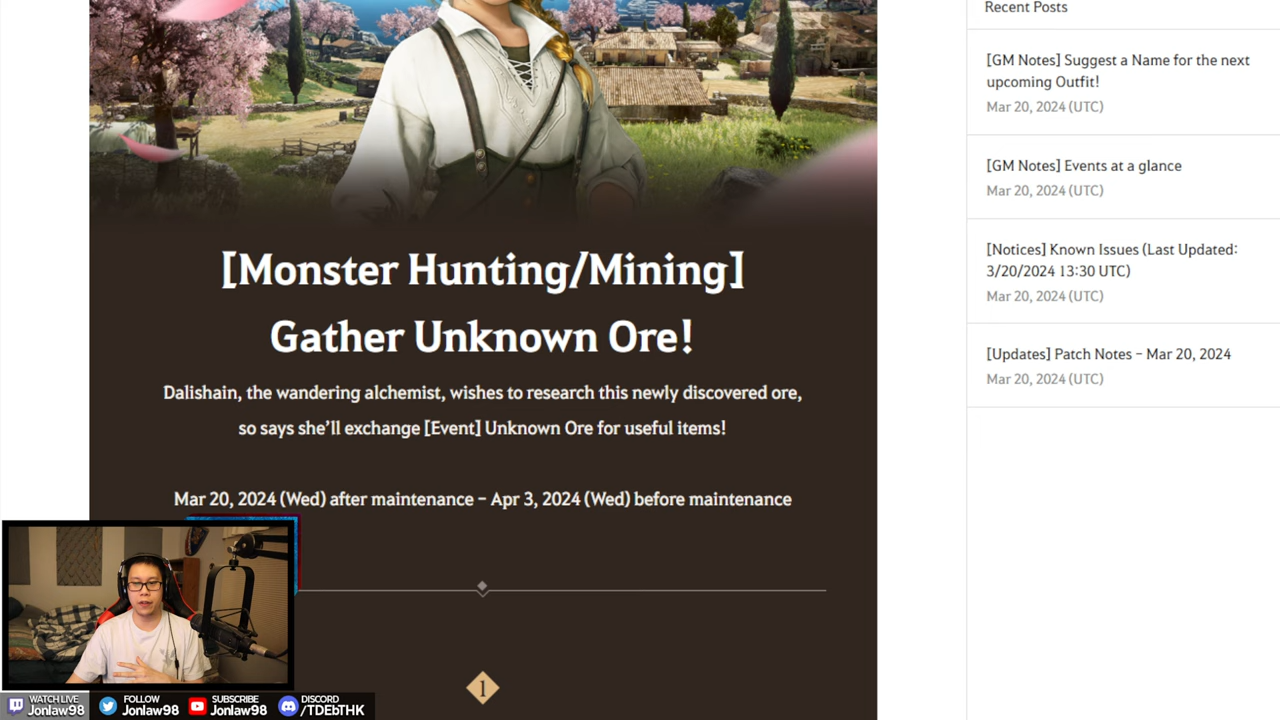 [Monster Hunting/Mining]
Gather Unknown Ore!
Dalishain, the wandering alchemist, wishes to research this newly discovered ore,
so says she’ll exchange [Event] Unknown Ore for useful items!
Mar 20, 2024 (Wed) after maintenance – Apr 3, 2024 (Wed) before maintenance
1
Recent Posts
[GM Notes] Suggest a Name for the next
upcoming Outfit!
Mar 20, 2024 (UTC)
[GM Notes] Events at a glance
Mar 20, 2024 (UTC)
[Notices] Known Issues (Last Updated:
3/20/2024 13:30 UTC)
Mar 20, 2024 (UTC)
[Updates] Patch Notes – Mar 20, 2024
Mar 20, 2024 (UTC)
WATCH LIVE
Jonlaw98
FOLLOW
Jonlaw98
SUBSCRIBE
Jonlaw98
DISCORD
/TDEbTHK